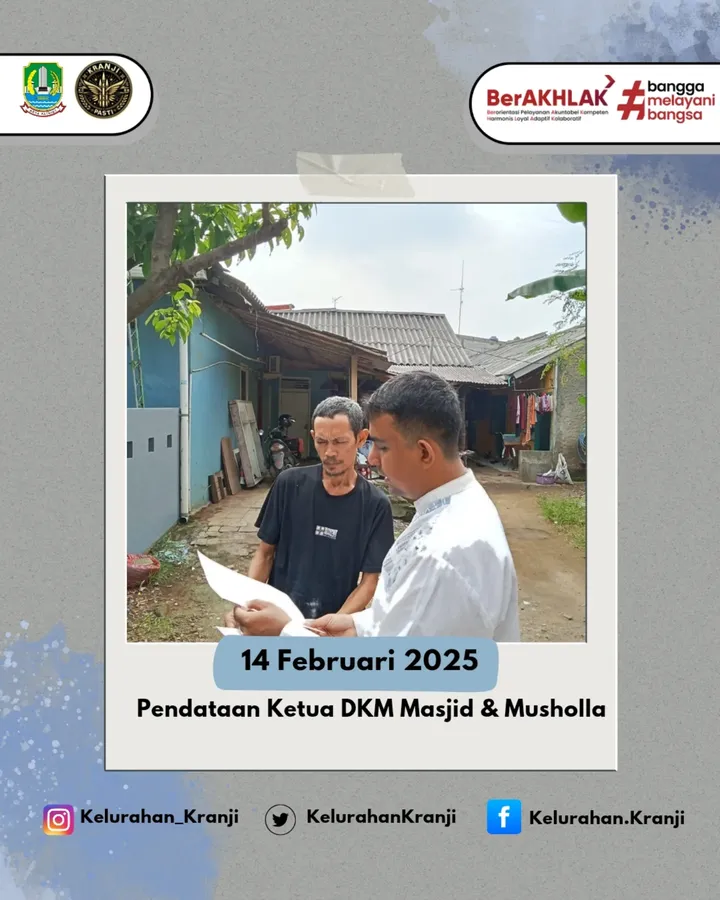 KRANJI
PASTI
BerAKHLAK
Berorientasi Pelayanan Akuntabel Kompeten
Harmonis Loyal Adaptif Kolaboratif
#bangga
melayani
bangsa
14 Februari 2025
Pendataan Ketua DKM Masjid & Musholla
Kelurahan_Kranji
KelurahanKranji
Kelurahan.Kranji